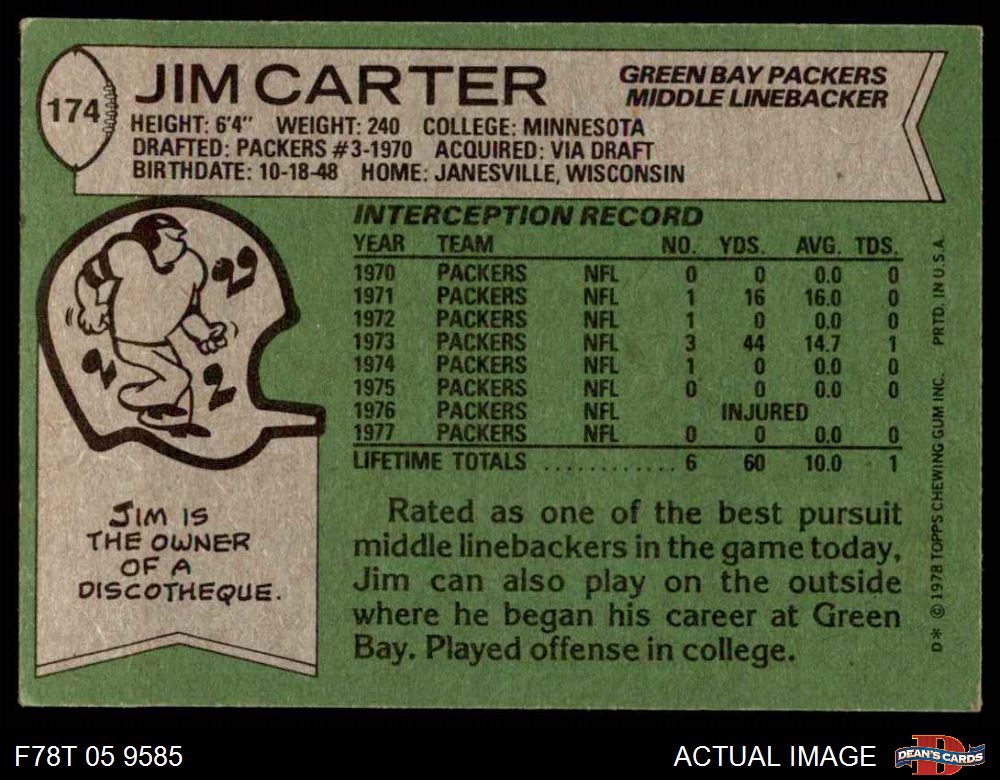 174
JIM CARTER
GREEN BAY PACKERS
MIDDLE LINEBACKER
HEIGHT: 6'4" WEIGHT: 240 COLLEGE: MINNESOTA
DRAFTED: PACKERS #3-1970 ACQUIRED: VIA DRAFT
BIRTHDATE: 10-18-48 HOME: JANESVILLE, WISCONSIN
INTERCEPTION RECORD
YEAR TEAM NO. YDS. AVG. TDS.
1970 PACKERS NFL 0 0 0.0 0
1971 PACKERS NFL 1 16 16.0 0
1972 PACKERS NFL 1 0 0.0 0
1973 PACKERS NFL 3 44 14.7 1
1974 PACKERS NFL 1 0 0.0 0
1975 PACKERS NFL 0 0 0.0 0
1976 PACKERS NFL INJURED
1977 PACKERS NFL 0 0 0.0 0
LIFETIME TOTALS ............ 6 60 10.0 1
JIM IS
THE OWNER
OF A
DISCOTHEQUE.
Rated as one of the best pursuit
middle linebackers in the game today,
Jim can also play on the outside
where he began his career at Green
Bay. Played offense in college.
D* © 1978 TOPPS CHEWING GUM INC. PRTD. IN U.S.A.
F78T 05 9585
ACTUAL IMAGE
D
DEAN'S CARDS